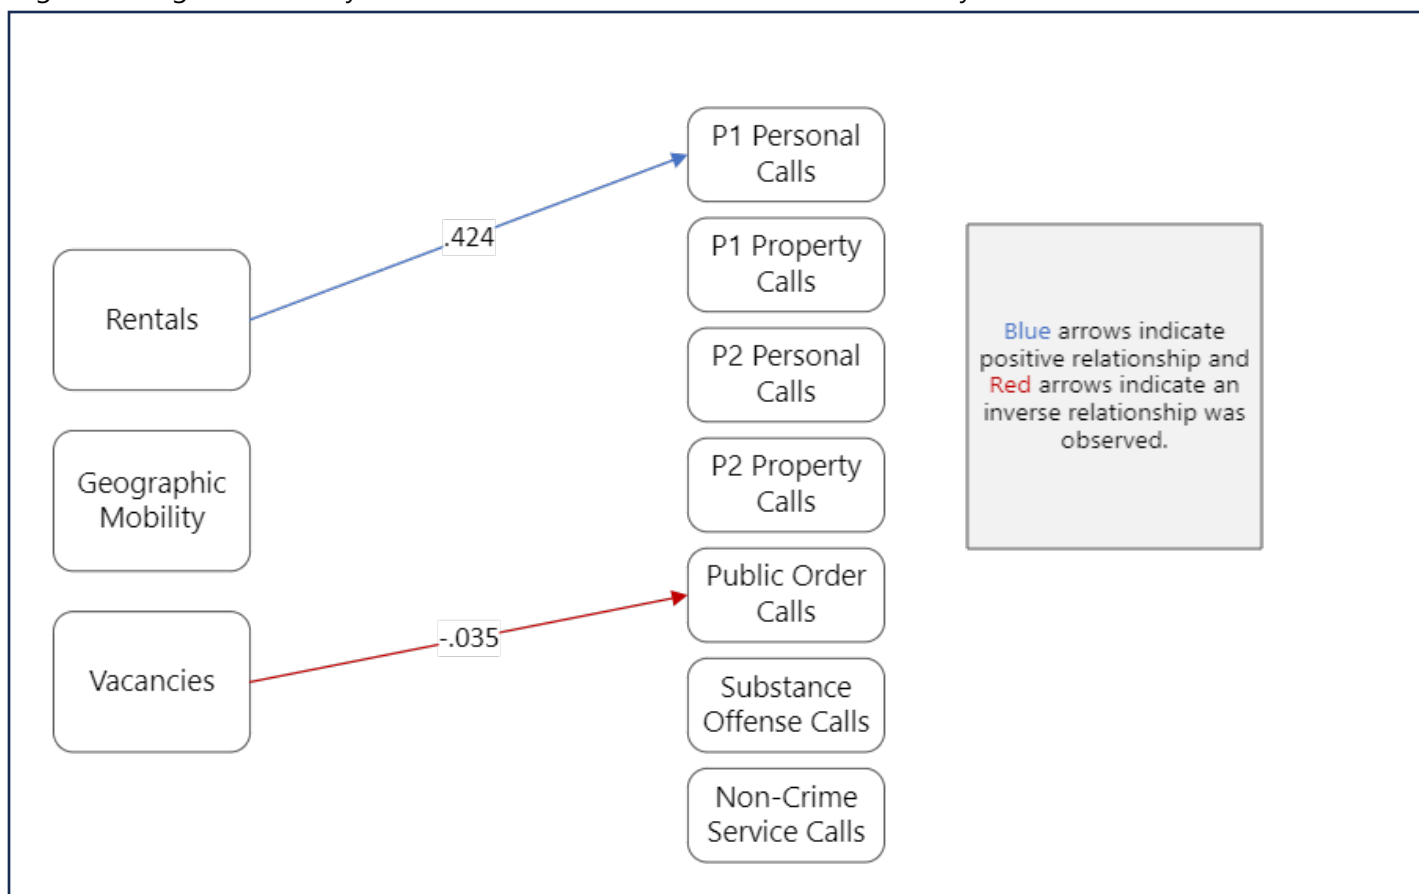 P1 Personal
Calls
.424
P1 Property
Calls
Rentals
Blue arrows indicate
positive relationship and
Red arrows indicate an
inverse relationship was
observed.
P2 Personal
Calls
Geographic
Mobility
P2 Property
Calls
Public Order
Calls
-.035
Vacancies
Substance
Offense Calls
Non-Crime
Service Calls